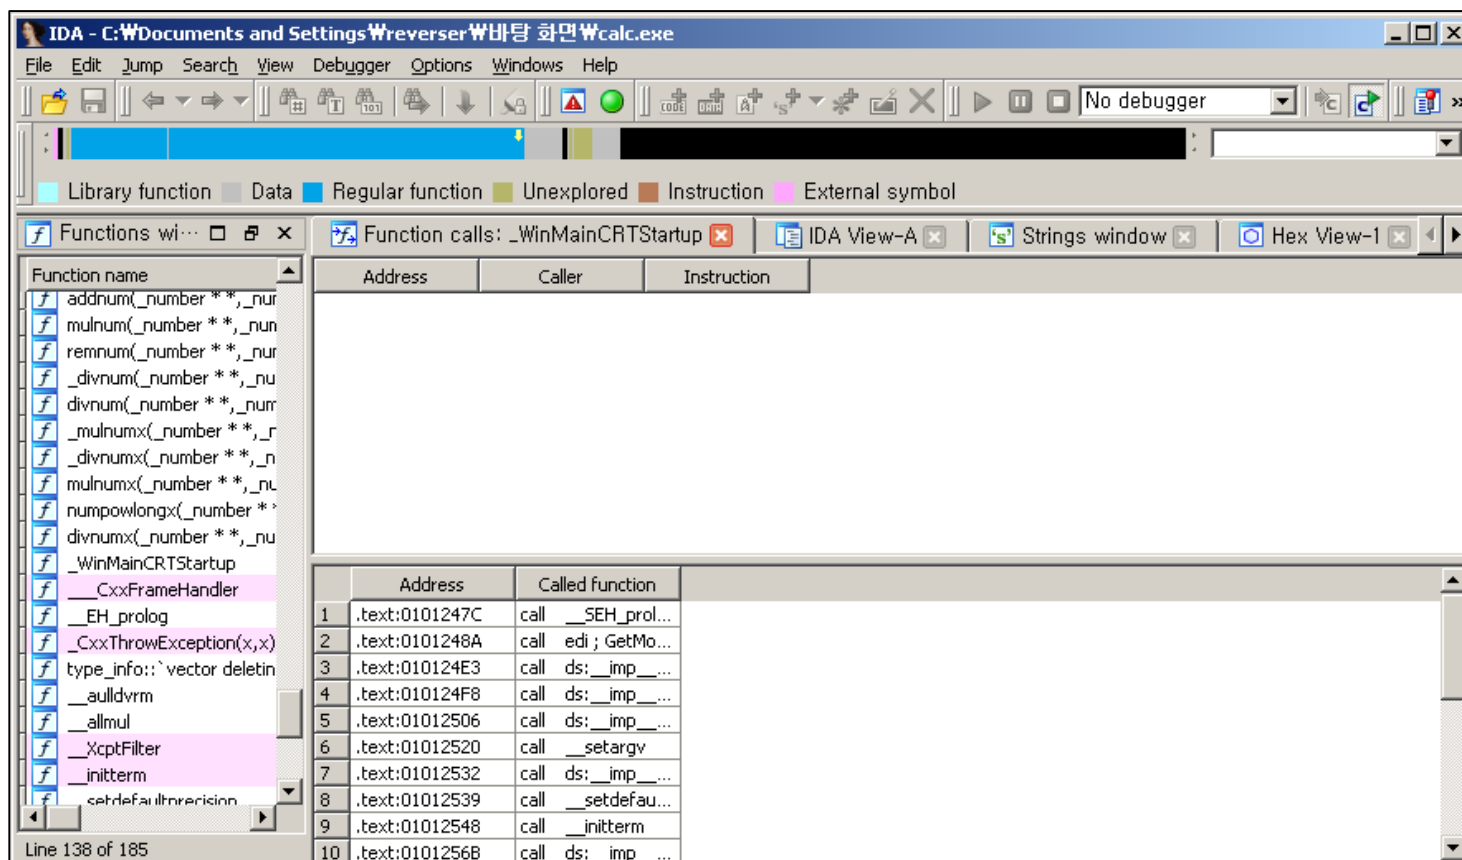 IDA - C:₩Documents and Settings₩reverser₩바탕 화면₩calc.exe
File Edit Jump Search View Debugger Options Windows Help
No debugger
Library function Data Regular function Unexplored Instruction External symbol
Functions wi⋯
Function calls: _WinMainCRTStartup IDA View-A Strings window Hex View-1
Function name
addnum(_number * *,_nur
mulnum(_number * *,_nun
remnum(_number * *,_nur
_divnum(_number * *,_nu
divnum(_number * *,_num
_mulnumx(_number * *,_r
_divnumx(_number * *,_n
mulnumx(_number * *,_nu
numpowlongx(_number * *
divnumx(_number * *,_nu
_WinMainCRTStartup
___CxxFrameHandler
__EH_prolog
_CxxThrowException(x,x)
type_info::`vector deletin
__aulldvrm
__allmul
__XcptFilter
__initterm
__setdefaultprecision
Line 138 of 185
Address Caller Instruction
Address Called function
1 .text:0101247C call __SEH_prol...
2 .text:0101248A call edi ; GetMo...
3 .text:010124E3 call ds:__imp__...
4 .text:010124F8 call ds:__imp__...
5 .text:01012506 call ds:__imp__...
6 .text:01012520 call __setargv
7 .text:01012532 call ds:__imp__...
8 .text:01012539 call __setdefau...
9 .text:01012548 call __initterm
10 .text:0101256B call ds:__imp__...